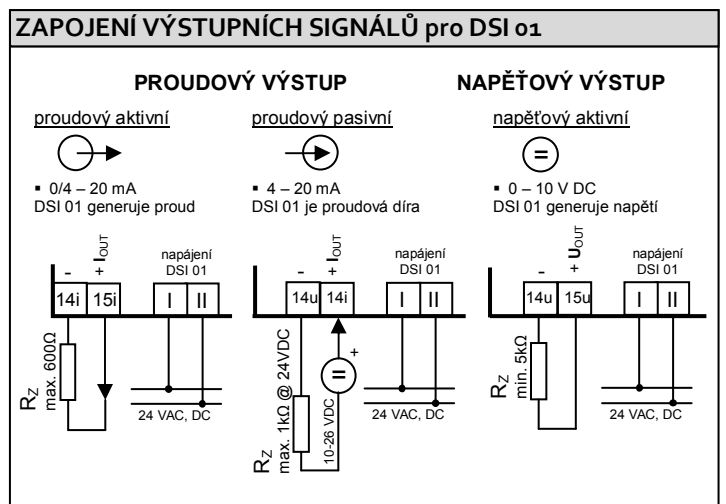 ZAPOJENÍ VÝSTUPNÍCH SIGNÁLŮ pro DSI 01
PROUDOVÝ VÝSTUP
NAPĚŤOVÝ VÝSTUP
proudový aktivní
▪ 0/4 – 20 mA
DSI 01 generuje proud
- + IOUT
napájení
DSI 01
14i 15i I II
RZ
max. 600Ω
24 VAC, DC
proudový pasivní
▪ 4 – 20 mA
DSI 01 je proudová díra
- + IOUT
napájení
DSI 01
14u 14i I II
= +
RZ
max. 1kΩ @ 24VDC
10-26 VDC
24 VAC, DC
napěťový aktivní
=
▪ 0 – 10 V DC
DSI 01 generuje napětí
- + UOUT
napájení
DSI 01
14u 15u I II
RZ
min. 5kΩ
24 VAC, DC